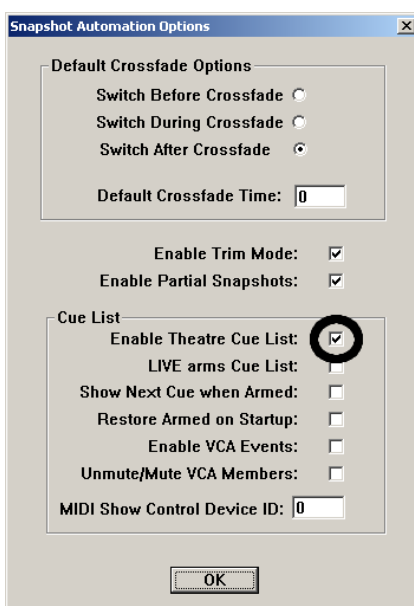 Snapshot Automation Options
Default Crossfade Options
Switch Before Crossfade
Switch During Crossfade
Switch After Crossfade
Default Crossfade Time: 0
Enable Trim Mode:
Enable Partial Snapshots:
Cue List
Enable Theatre Cue List:
LIVE arms Cue List:
Show Next Cue when Armed:
Restore Armed on Startup:
Enable VCA Events:
Unmute/Mute VCA Members:
MIDI Show Control Device ID: 0
OK